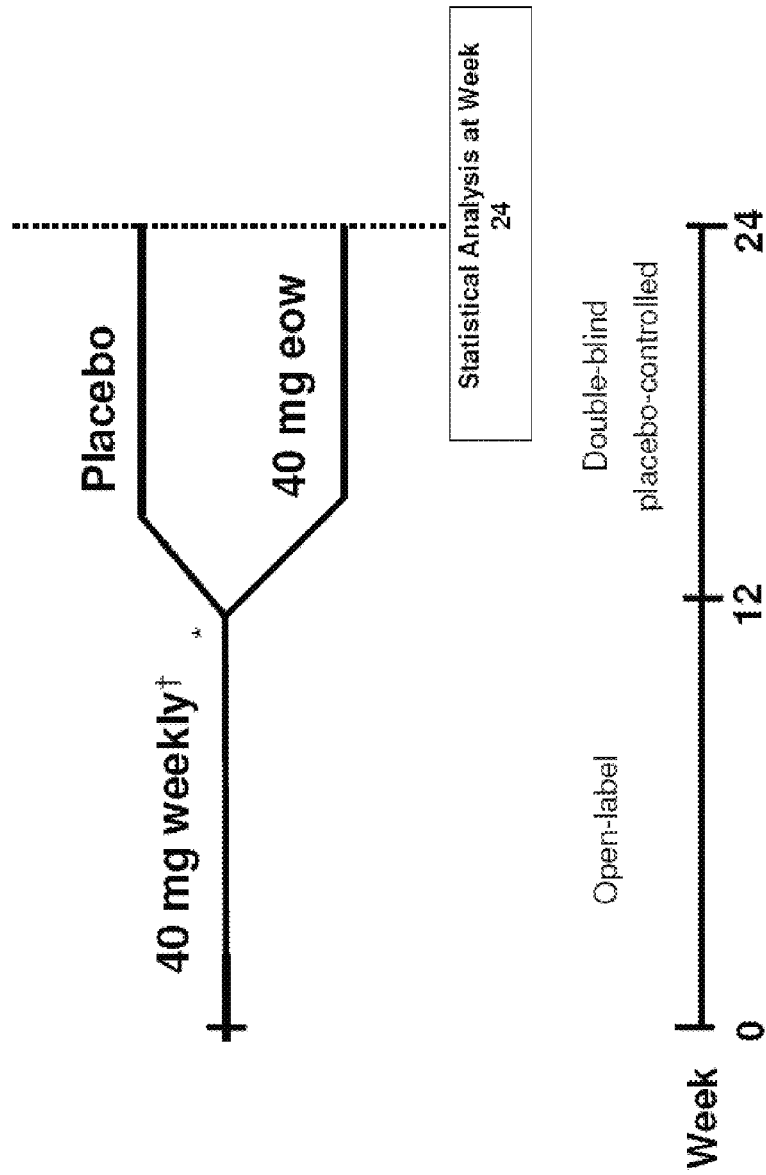 Placebo
40 mg weekly†
*
40 mg eow
Statistical Analysis at Week
24
Open-label
Double-blind
placebo-controlled
Week
0
12
24